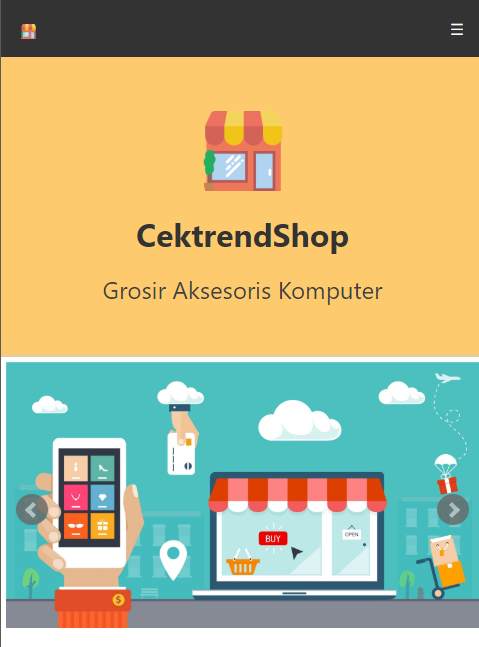 CektrendShop
Grosir Aksesoris Komputer
BUY
OPEN